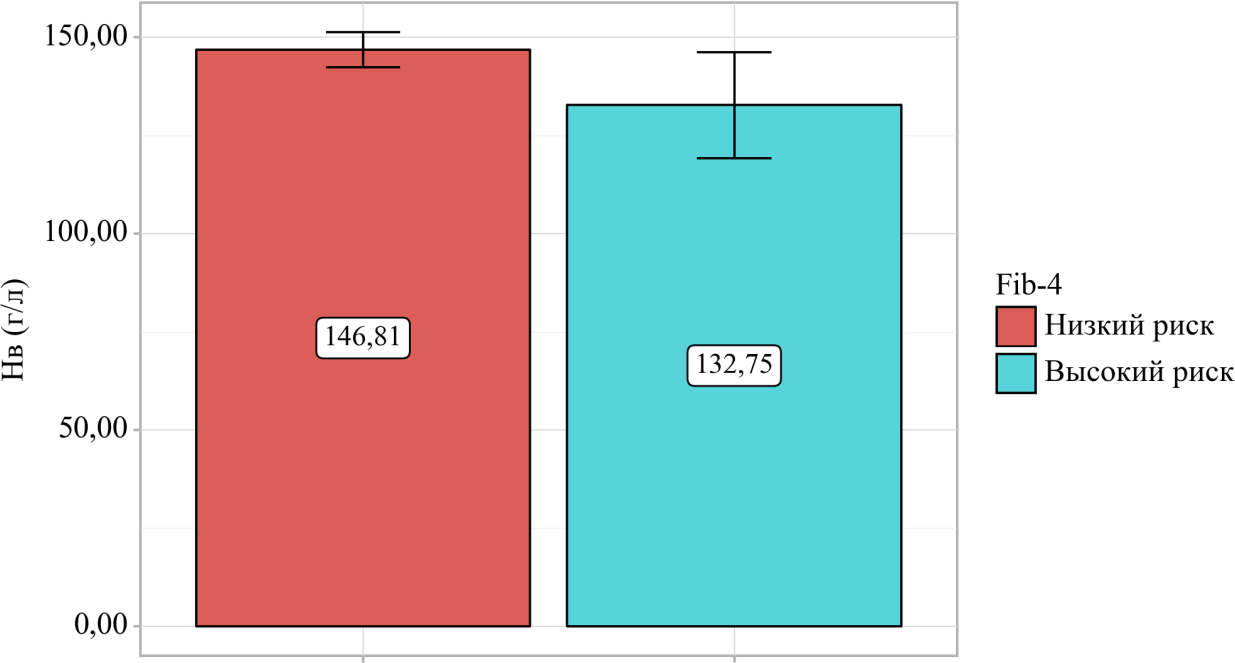 Нв (г/л)
150,00
100,00
50,00
0,00
146,81
132,75
Fib-4
Низкий риск
Высокий риск